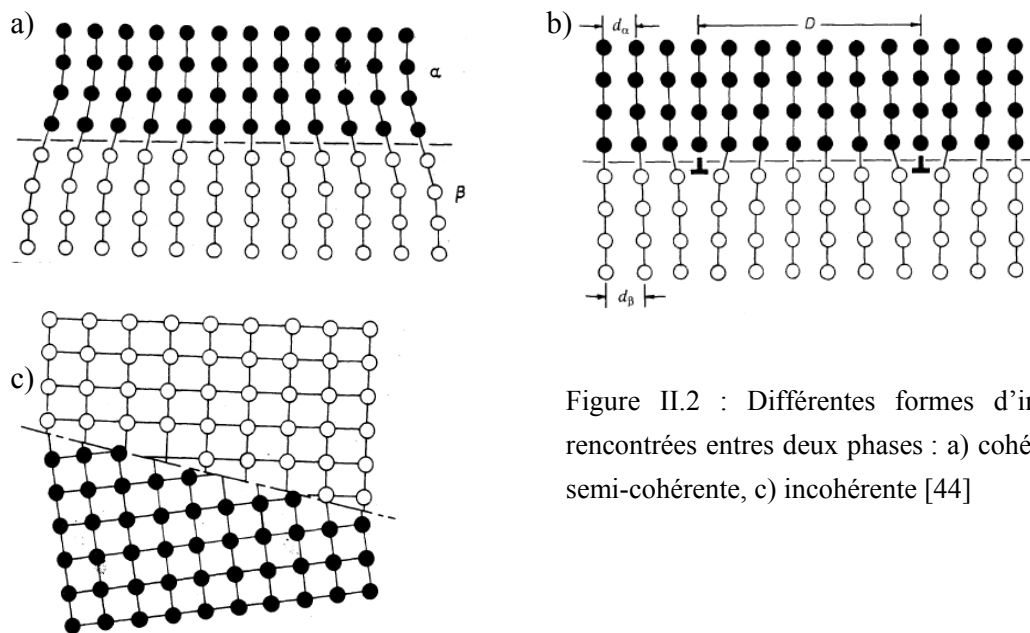 a)
α
β
b)
dα
D
dβ
c)
Figure II.2 : Différentes formes d’in
rencontrées entres deux phases : a) cohé
semi-cohérente, c) incohérente [44]